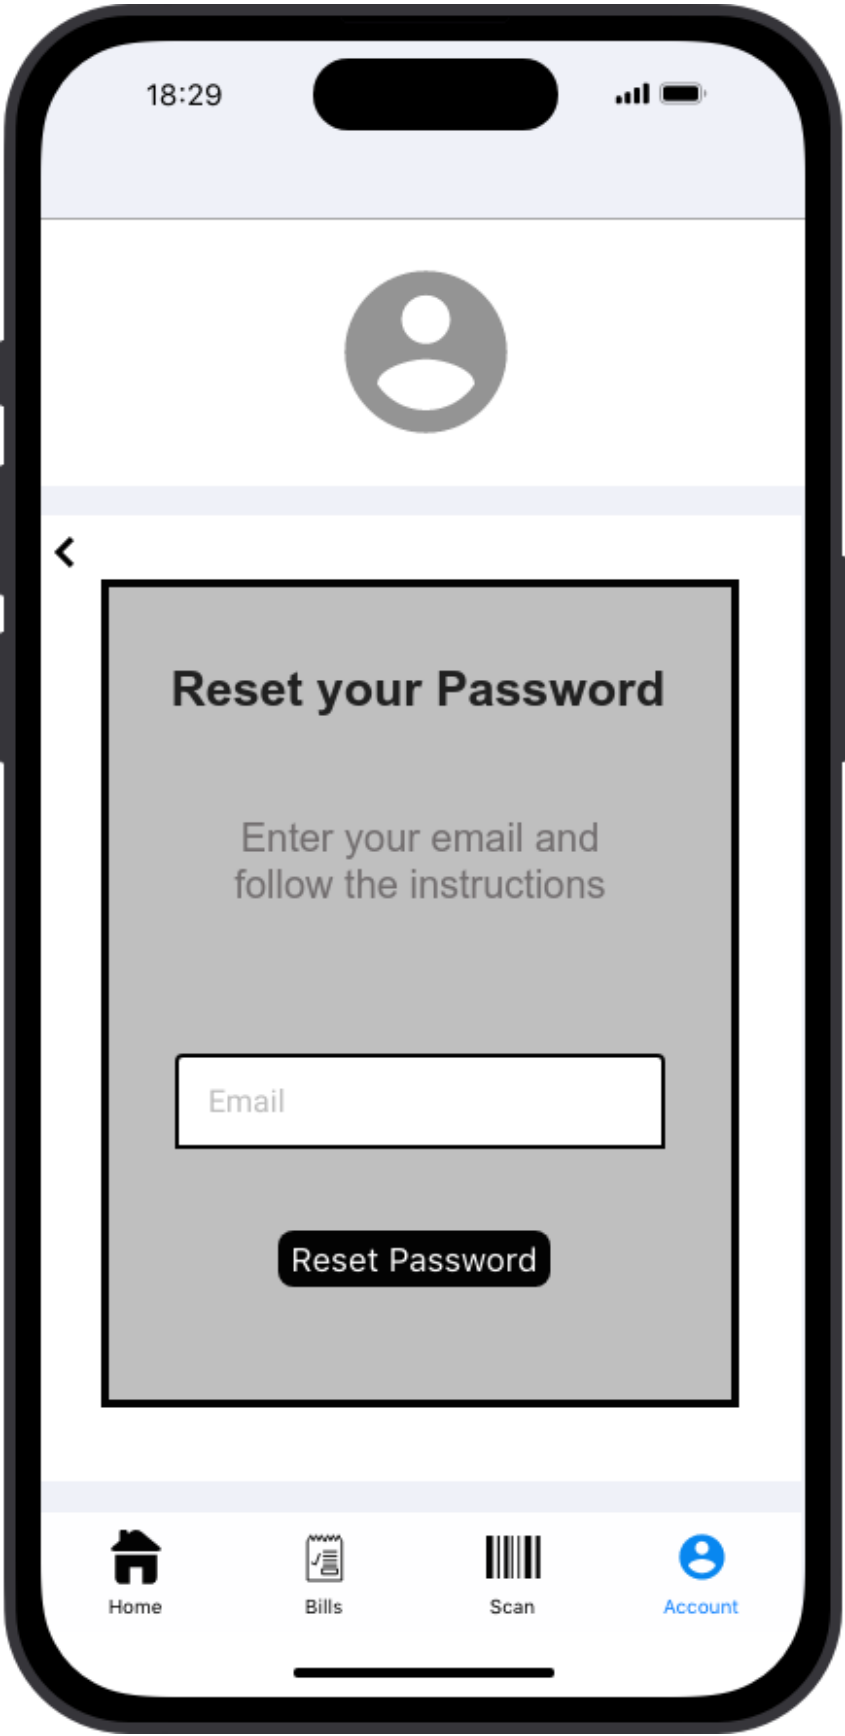 18:29
Reset your Password
Enter your email and
follow the instructions
Email
Reset Password
Home
Bills
Scan
Account